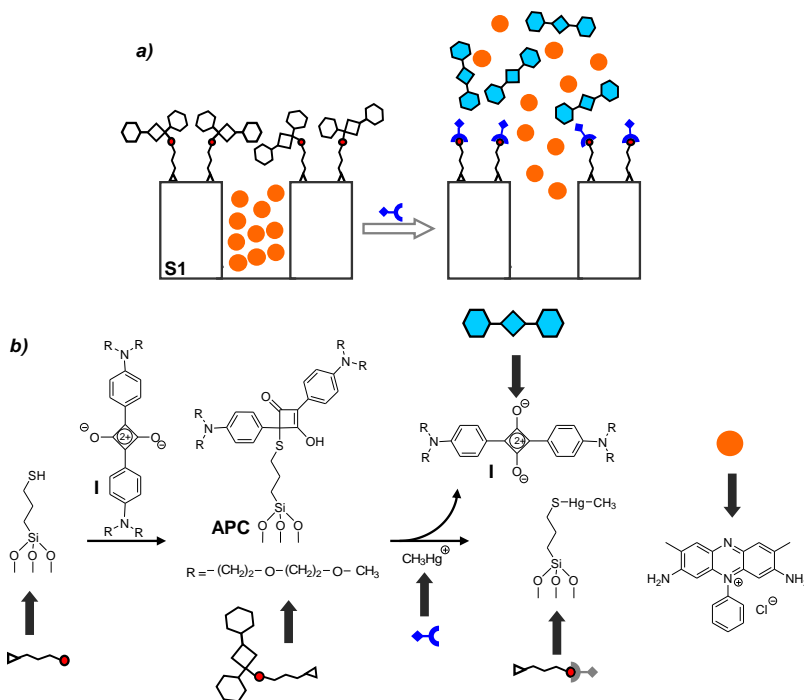 a)
S1
b)
R R
N
O⊖
2+
⊖O
N
R R
I
SH
Si
O O O
R
N
R
O
R
N
R
OH
S
Si
O O O
APC
R =–(CH2)2–O–(CH2)2–O–CH3
CH3Hg⊕
O⊖
R
N
R
2+
R
N
R
O⊖
I
S–Hg–CH3
Si
O O O
N
H2N
N
⊕
NH2
Cl⊖